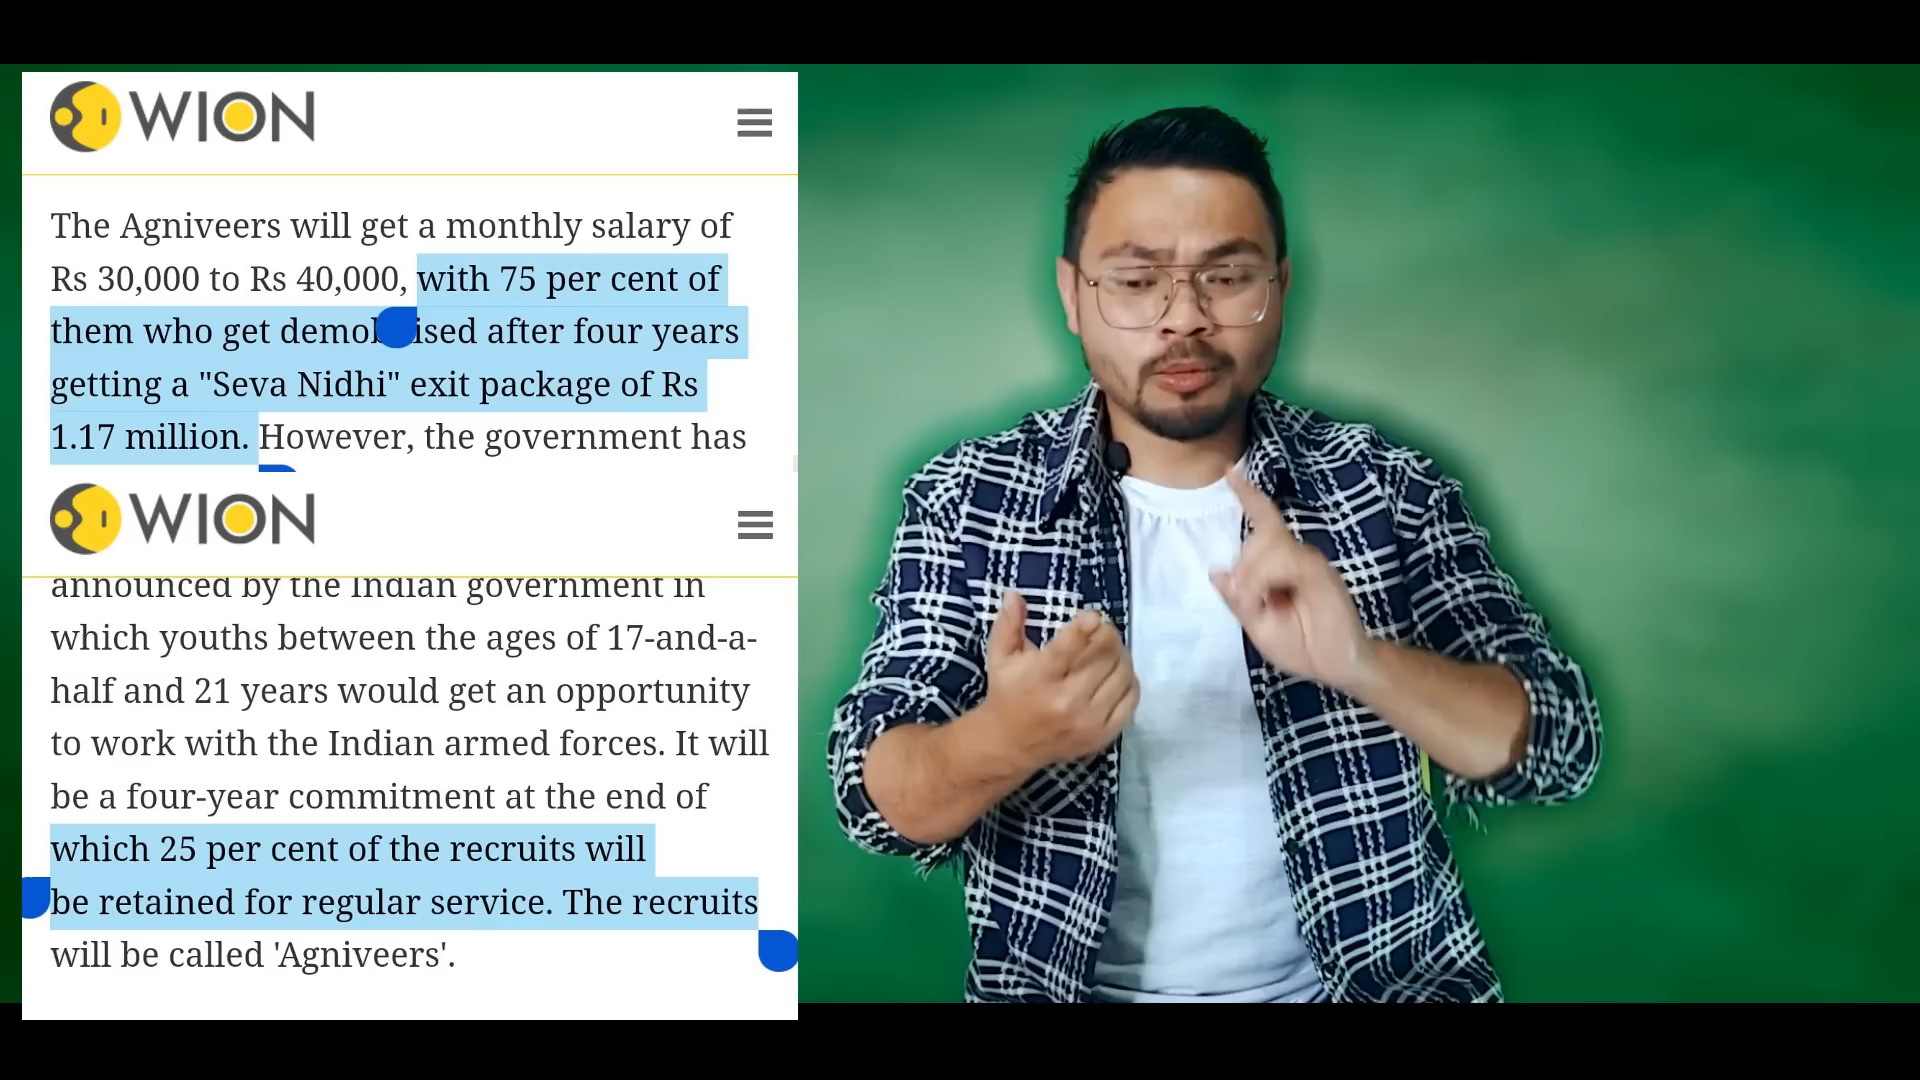 WION
The Agniveers will get a monthly salary of
Rs 30,000 to Rs 40,000, with 75 per cent of
them who get demobilised after four years
getting a "Seva Nidhi" exit package of Rs
1.17 million. However, the government has
WION
announced by the Indian government in
which youths between the ages of 17-and-a-
half and 21 years would get an opportunity
to work with the Indian armed forces. It will
be a four-year commitment at the end of
which 25 per cent of the recruits will
be retained for regular service. The recruits
will be called 'Agniveers'.